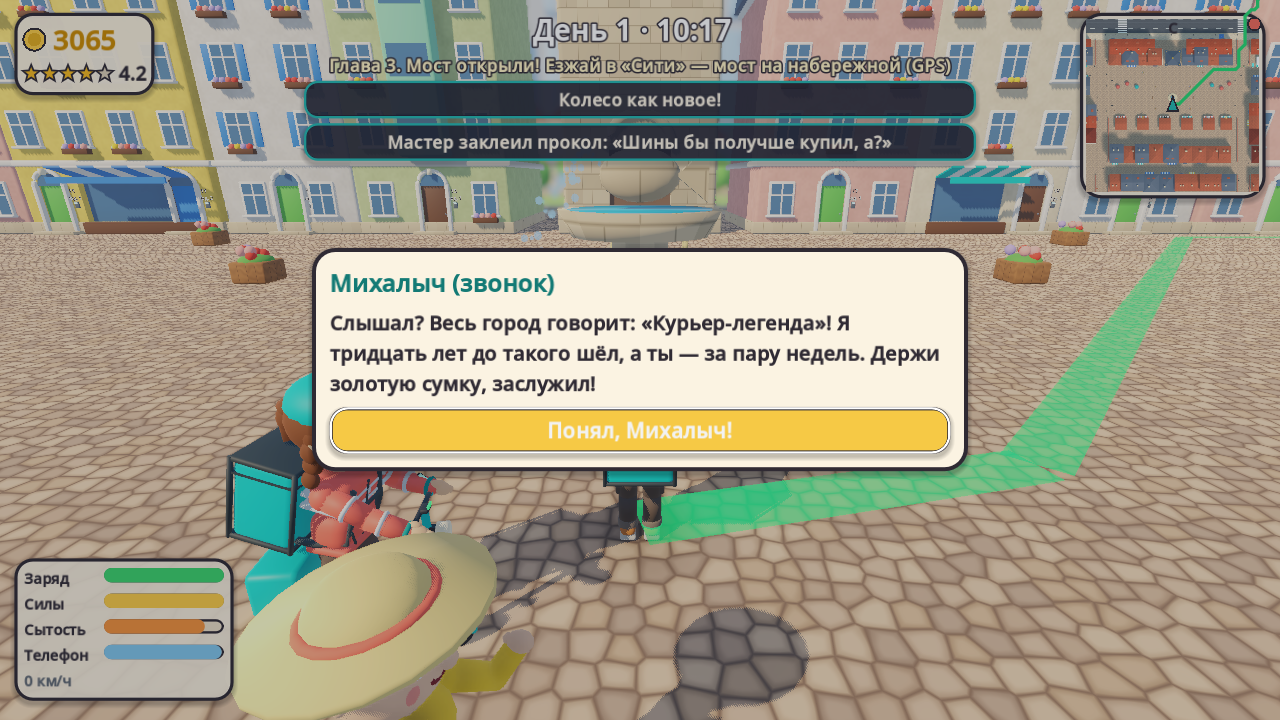 3065
4.2
День 1 · 10:17
Глава 3. Мост открыли! Езжай в «Сити» — мост на набережной (GPS)
Колесо как новое!
Мастер заклеил прокол: «Шины бы получше купил, а?»
Михалыч (звонок)
Слышал? Весь город говорит: «Курьер-легенда»! Я
тридцать лет до такого шёл, а ты — за пару недель. Держи
золотую сумку, заслужил!
Понял, Михалыч!
Заряд
Силы
Сытость
Телефон
0 км/ч